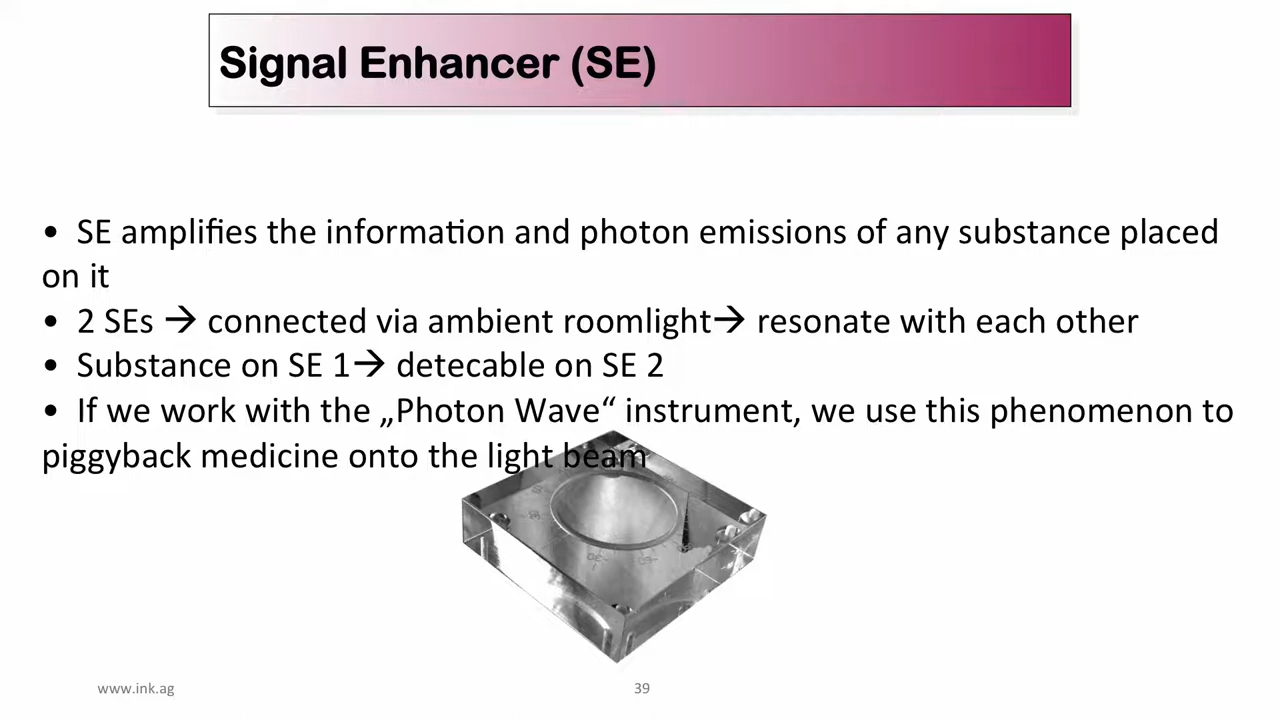 Signal Enhancer (SE)
• SE amplifies the information and photon emissions of any substance placed
on it
• 2 SEs → connected via ambient roomlight→ resonate with each other
• Substance on SE 1→ detecable on SE 2
• If we work with the „Photon Wave“ instrument, we use this phenomenon to
piggyback medicine onto the light beam
www.ink.ag
39